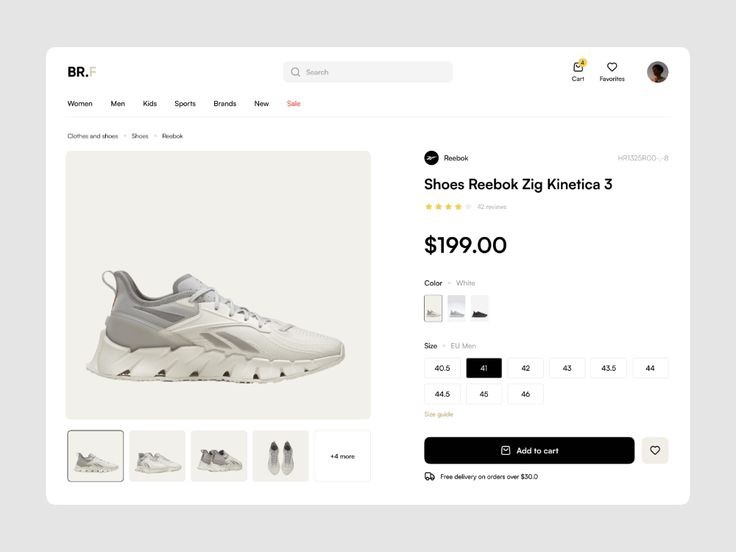 BR.F
Search
4
Cart
Favorites
Women Men Kids Sports Brands New Sale
Clothes and shoes Shoes Reebok
Reebok
HR1325R00-..-8
Shoes Reebok Zig Kinetica 3
42 reviews
$199.00
Color White
Size EU Men
40.5 41 42 43 43.5 44
44.5 45 46
Size guide
+4 more
Add to cart
Free delivery on orders over $30.0